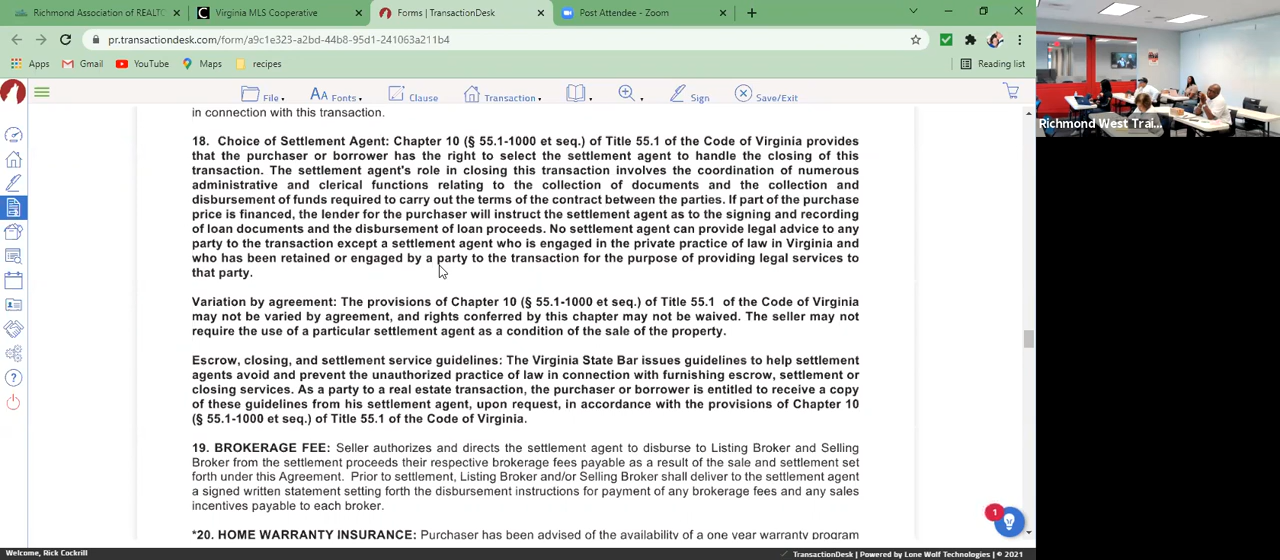 Richmond Association of REALTO
Virginia MLS Cooperative
Forms | TransactionDesk
Post Attendee - Zoom
pr.transactiondesk.com/form/a9c1e323-a2bd-44b8-95d1-241063a211b4
Apps
Gmail
YouTube
Maps
recipes
Reading list
File
Fonts
Clause
Transaction
Sign
Save/Exit
Richmond West Trai...
in connection with this transaction.
18. Choice of Settlement Agent: Chapter 10 (§ 55.1-1000 et seq.) of Title 55.1 of the Code of Virginia provides
that the purchaser or borrower has the right to select the settlement agent to handle the closing of this
transaction. The settlement agent's role in closing this transaction involves the coordination of numerous
administrative and clerical functions relating to the collection of documents and the collection and
disbursement of funds required to carry out the terms of the contract between the parties. If part of the purchase
price is financed, the lender for the purchaser will instruct the settlement agent as to the signing and recording
of loan documents and the disbursement of loan proceeds. No settlement agent can provide legal advice to any
party to the transaction except a settlement agent who is engaged in the private practice of law in Virginia and
who has been retained or engaged by a party to the transaction for the purpose of providing legal services to
that party.
Variation by agreement: The provisions of Chapter 10 (§ 55.1-1000 et seq.) of Title 55.1 of the Code of Virginia
may not be varied by agreement, and rights conferred by this chapter may not be waived. The seller may not
require the use of a particular settlement agent as a condition of the sale of the property.
Escrow, closing, and settlement service guidelines: The Virginia State Bar issues guidelines to help settlement
agents avoid and prevent the unauthorized practice of law in connection with furnishing escrow, settlement or
closing services. As a party to a real estate transaction, the purchaser or borrower is entitled to receive a copy
of these guidelines from his settlement agent, upon request, in accordance with the provisions of Chapter 10
(§ 55.1-1000 et seq.) of Title 55.1 of the Code of Virginia.
19. BROKERAGE FEE: Seller authorizes and directs the settlement agent to disburse to Listing Broker and Selling
Broker from the settlement proceeds their respective brokerage fees payable as a result of the sale and settlement set
forth under this Agreement. Prior to settlement, Listing Broker and/or Selling Broker shall deliver to the settlement agent
a signed written statement setting forth the disbursement instructions for payment of any brokerage fees and any sales
incentives payable to each broker.
*20. HOME WARRANTY INSURANCE: Purchaser has been advised of the availability of a one year warranty program
1
Welcome, Rick Cockrill
TransactionDesk | Powered by Lone Wolf Technologies | © 2021